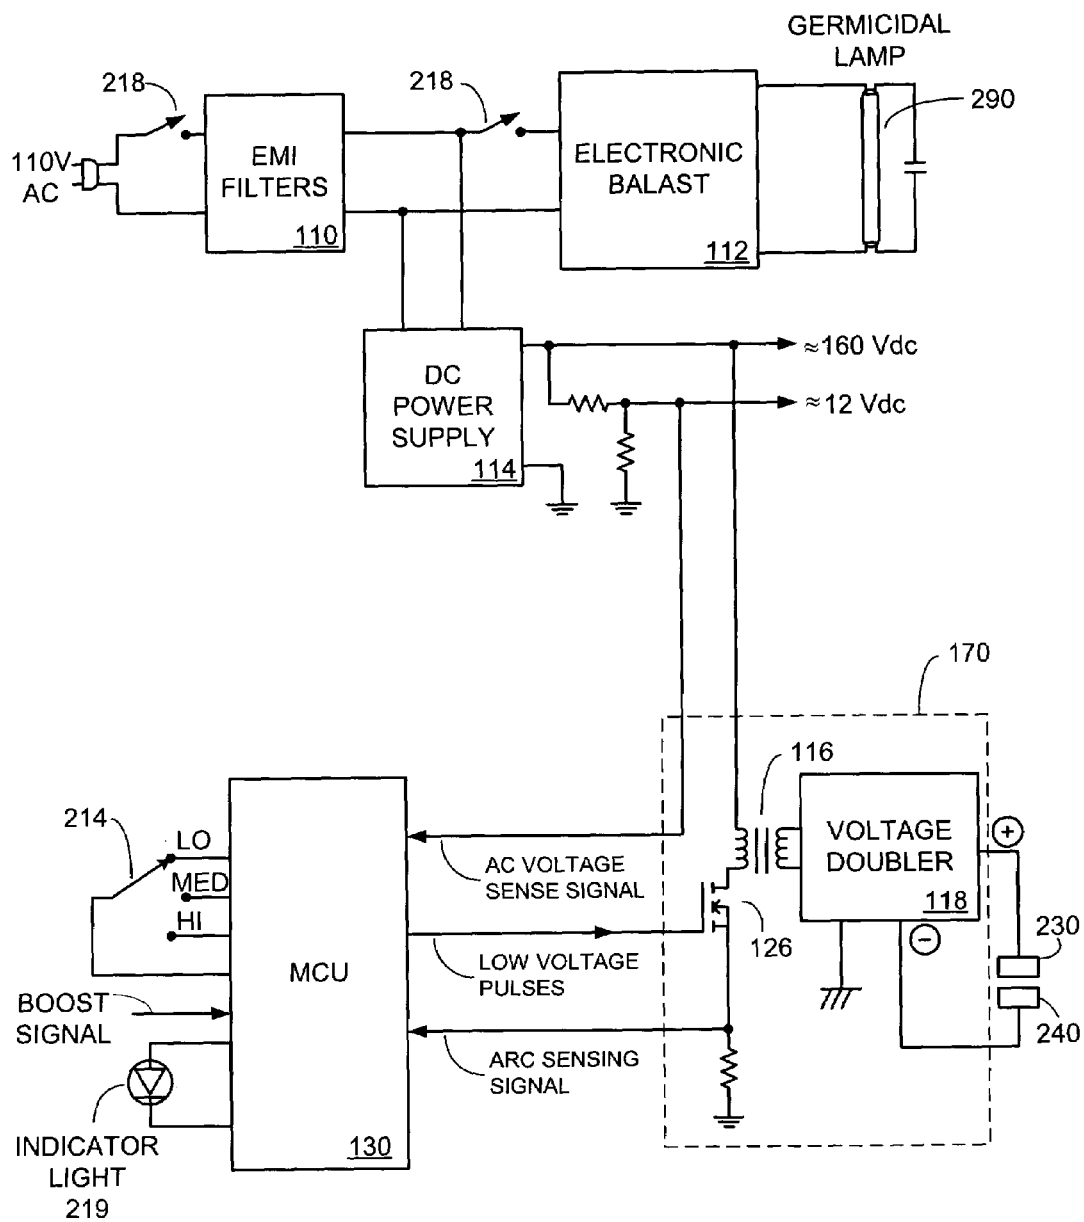 GERMICIDAL
LAMP
218
218
290
110V
AC
EMI
FILTERS
110
ELECTRONIC
BALAST
112
DC
POWER
SUPPLY
114
≈160 Vdc
≈12 Vdc
170
116
214
LO
MED
HI
MCU
130
AC VOLTAGE
SENSE SIGNAL
VOLTAGE
DOUBLER
118
+
−
126
LOW VOLTAGE
PULSES
230
240
BOOST
SIGNAL
ARC SENSING
SIGNAL
INDICATOR
LIGHT
219